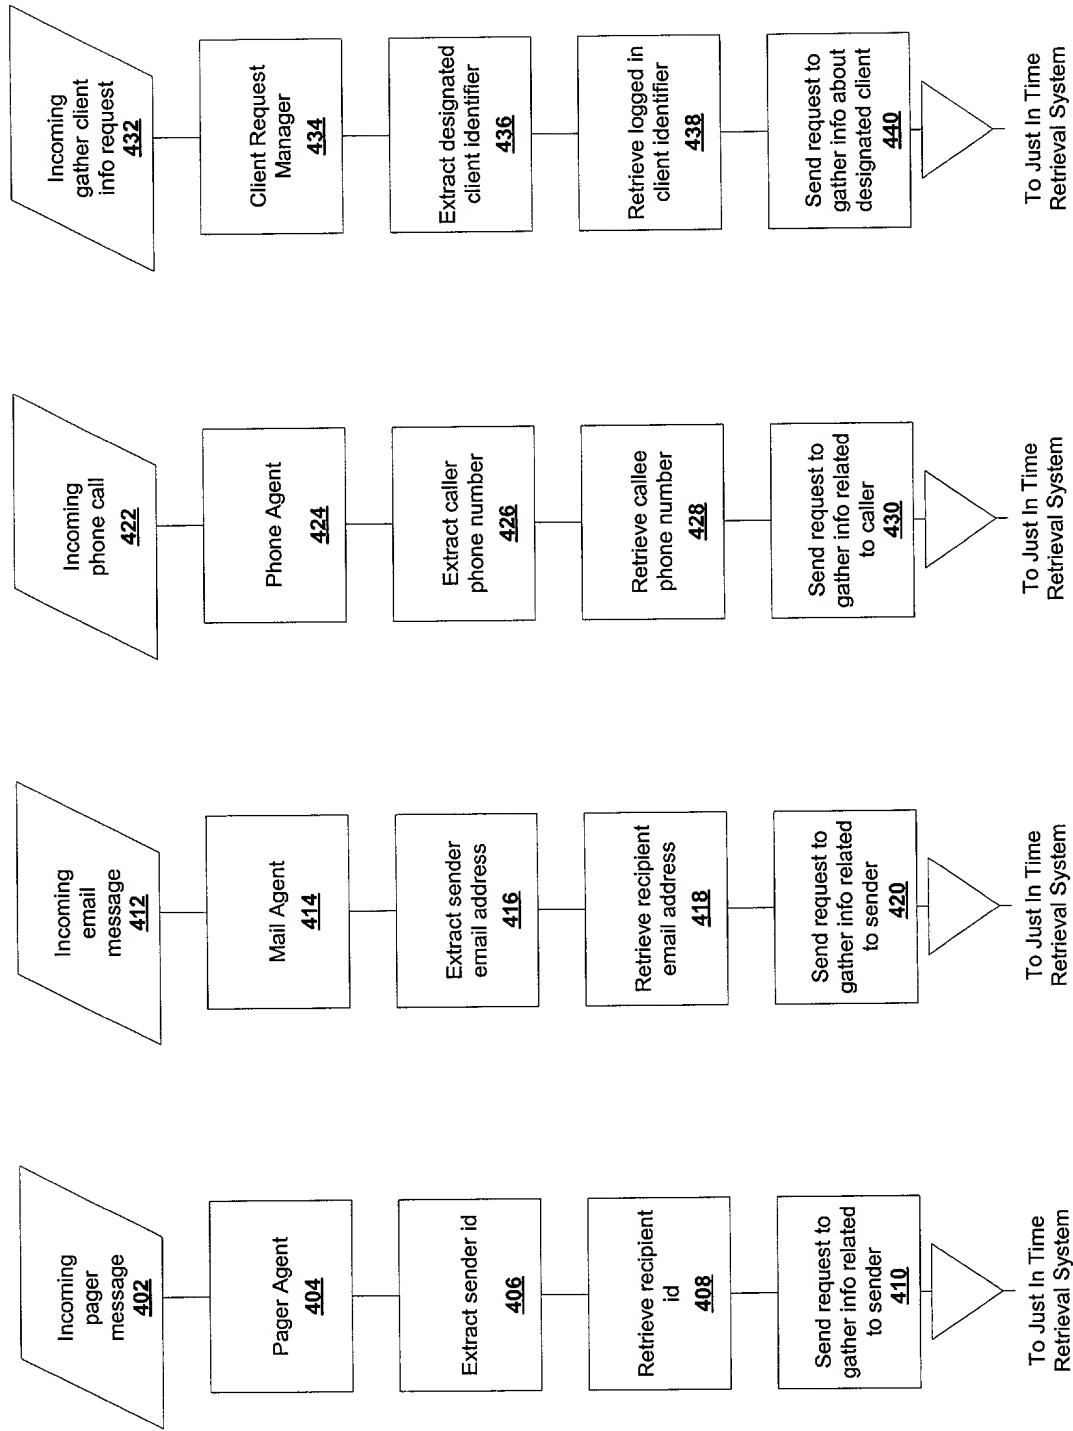 Incoming
pager
message
402
Pager Agent
404
Extract sender id
406
Retrieve recipient
id
408
Send request to
gather info related
to sender
410
To Just In Time
Retrieval System
Incoming
email
message
412
Mail Agent
414
Extract sender
email address
416
Retrieve recipient
email address
418
Send request to
gather info related
to sender
420
To Just In Time
Retrieval System
Incoming
phone call
422
Phone Agent
424
Extract caller
phone number
426
Retrieve callee
phone number
428
Send request to
gather info related
to caller
430
To Just In Time
Retrieval System
Incoming
gather client
info request
432
Client Request
Manager
434
Extract designated
client identifier
436
Retrieve logged in
client identifier
438
Send request to
gather info about
designated client
440
To Just In Time
Retrieval System